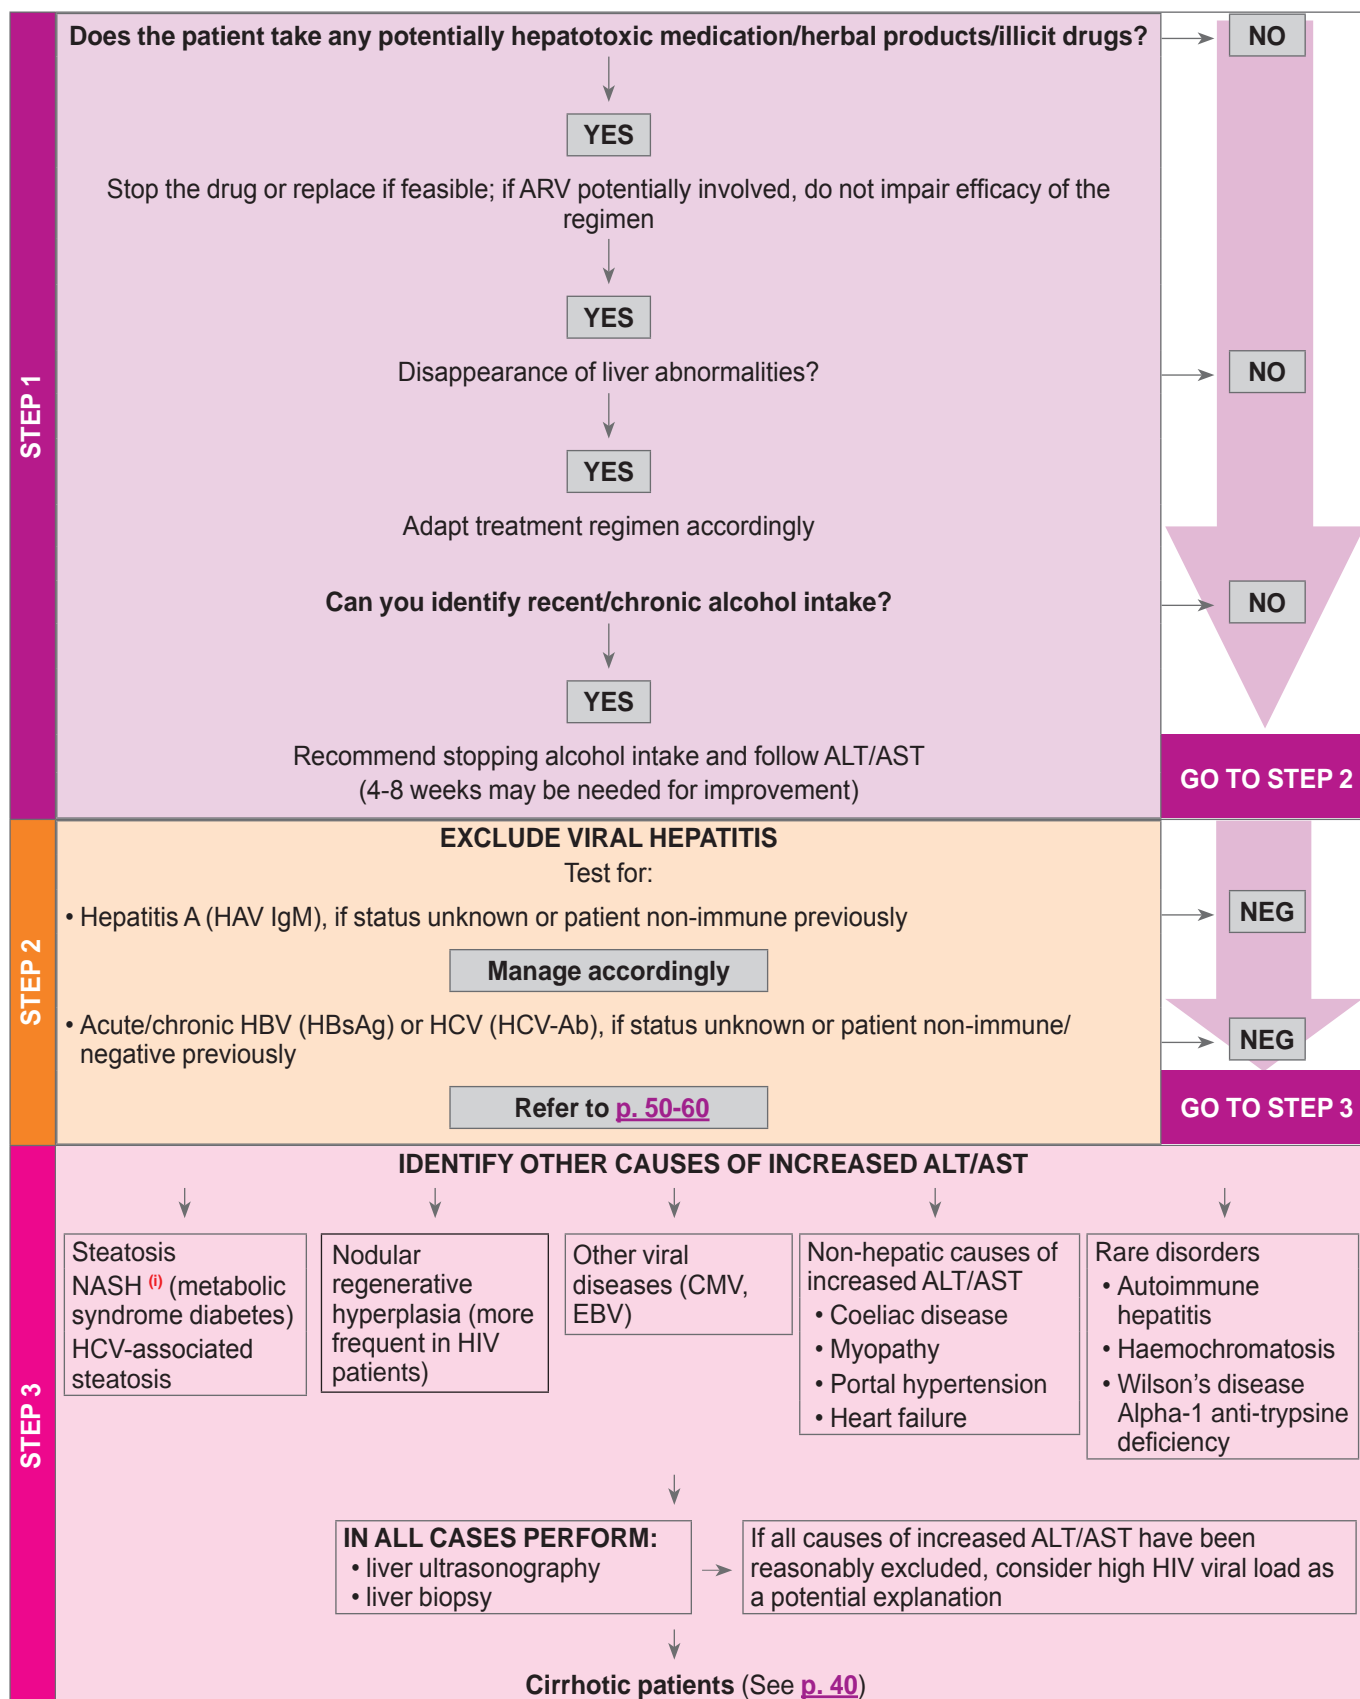 STEP 1
Does the patient take any potentially hepatotoxic medication/herbal products/illicit drugs?
NO
YES
Stop the drug or replace if feasible; if ARV potentially involved, do not impair efficacy of the
regimen
YES
Disappearance of liver abnormalities?
NO
YES
Adapt treatment regimen accordingly
Can you identify recent/chronic alcohol intake?
NO
YES
Recommend stopping alcohol intake and follow ALT/AST
(4-8 weeks may be needed for improvement)
GO TO STEP 2
STEP 2
EXCLUDE VIRAL HEPATITIS
Test for:
• Hepatitis A (HAV IgM), if status unknown or patient non-immune previously
NEG
Manage accordingly
• Acute/chronic HBV (HBsAg) or HCV (HCV-Ab), if status unknown or patient non-immune/
negative previously
NEG
Refer to p. 50-60
GO TO STEP 3
STEP 3
IDENTIFY OTHER CAUSES OF INCREASED ALT/AST
Steatosis
NASH (i) (metabolic
syndrome diabetes)
HCV-associated
steatosis
Nodular
regenerative
hyperplasia (more
frequent in HIV
patients)
Other viral
diseases (CMV,
EBV)
Non-hepatic causes of
increased ALT/AST
• Coeliac disease
• Myopathy
• Portal hypertension
• Heart failure
Rare disorders
• Autoimmune
hepatitis
• Haemochromatosis
• Wilson's disease
Alpha-1 anti-trypsine
deficiency
IN ALL CASES PERFORM:
• liver ultrasonography
• liver biopsy
If all causes of increased ALT/AST have been
reasonably excluded, consider high HIV viral load as
a potential explanation
Cirrhotic patients (See p. 40)